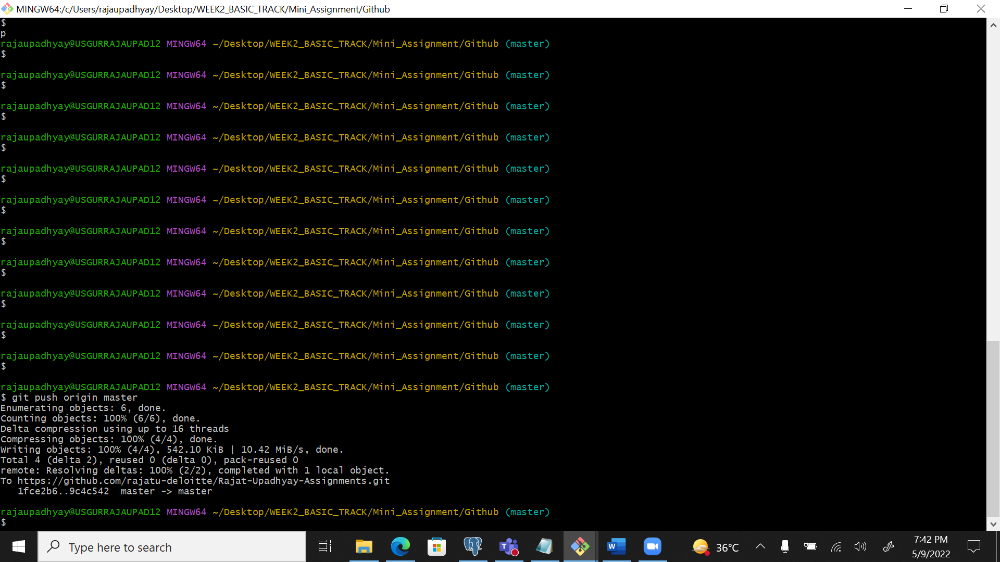 MINGW64:/c/Users/rajaupadhyay/Desktop/WEEK2_BASIC_TRACK/Mini_Assignment/Github
$
p
rajaupadhyay@USGURRAJAUPAD12 MINGW64 ~/Desktop/WEEK2_BASIC_TRACK/Mini_Assignment/Github (master)
$
rajaupadhyay@USGURRAJAUPAD12 MINGW64 ~/Desktop/WEEK2_BASIC_TRACK/Mini_Assignment/Github (master)
$
rajaupadhyay@USGURRAJAUPAD12 MINGW64 ~/Desktop/WEEK2_BASIC_TRACK/Mini_Assignment/Github (master)
$
rajaupadhyay@USGURRAJAUPAD12 MINGW64 ~/Desktop/WEEK2_BASIC_TRACK/Mini_Assignment/Github (master)
$
rajaupadhyay@USGURRAJAUPAD12 MINGW64 ~/Desktop/WEEK2_BASIC_TRACK/Mini_Assignment/Github (master)
$
rajaupadhyay@USGURRAJAUPAD12 MINGW64 ~/Desktop/WEEK2_BASIC_TRACK/Mini_Assignment/Github (master)
$
rajaupadhyay@USGURRAJAUPAD12 MINGW64 ~/Desktop/WEEK2_BASIC_TRACK/Mini_Assignment/Github (master)
$
rajaupadhyay@USGURRAJAUPAD12 MINGW64 ~/Desktop/WEEK2_BASIC_TRACK/Mini_Assignment/Github (master)
$
rajaupadhyay@USGURRAJAUPAD12 MINGW64 ~/Desktop/WEEK2_BASIC_TRACK/Mini_Assignment/Github (master)
$
rajaupadhyay@USGURRAJAUPAD12 MINGW64 ~/Desktop/WEEK2_BASIC_TRACK/Mini_Assignment/Github (master)
$
rajaupadhyay@USGURRAJAUPAD12 MINGW64 ~/Desktop/WEEK2_BASIC_TRACK/Mini_Assignment/Github (master)
$
rajaupadhyay@USGURRAJAUPAD12 MINGW64 ~/Desktop/WEEK2_BASIC_TRACK/Mini_Assignment/Github (master)
$ git push origin master
Enumerating objects: 6, done.
Counting objects: 100% (6/6), done.
Delta compression using up to 16 threads
Compressing objects: 100% (4/4), done.
Writing objects: 100% (4/4), 542.10 KiB | 10.42 MiB/s, done.
Total 4 (delta 2), reused 0 (delta 0), pack-reused 0
remote: Resolving deltas: 100% (2/2), completed with 1 local object.
To https://github.com/rajatu-deloitte/Rajat-Upadhyay-Assignments.git
   1fce2b6..9c4c542  master -> master
rajaupadhyay@USGURRAJAUPAD12 MINGW64 ~/Desktop/WEEK2_BASIC_TRACK/Mini_Assignment/Github (master)
$
Type here to search
36°C
7:42 PM
5/9/2022